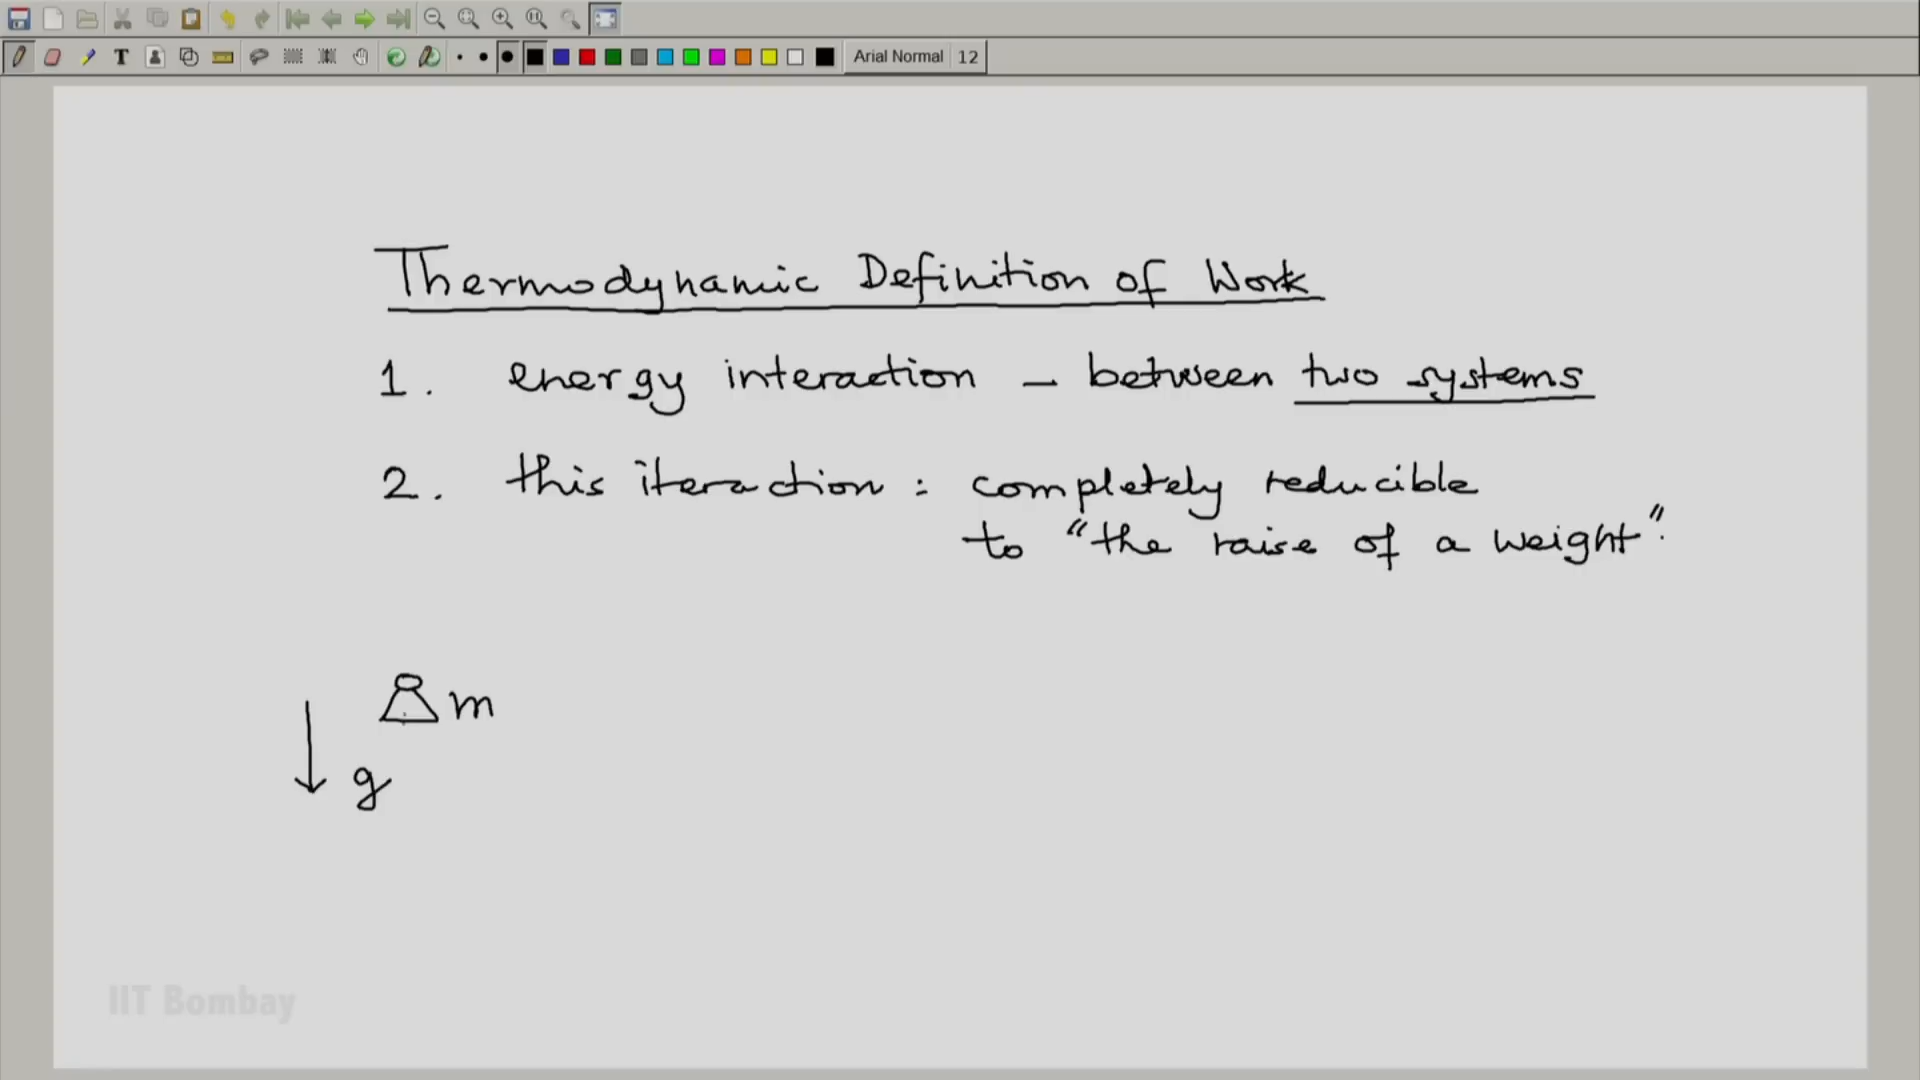 Arial Normal 12
Thermodynamic Definition of Work
1. energy interaction – between two systems
2. this iteraction : completely reducible
to "the raise of a weight".
m
g
IIT Bombay